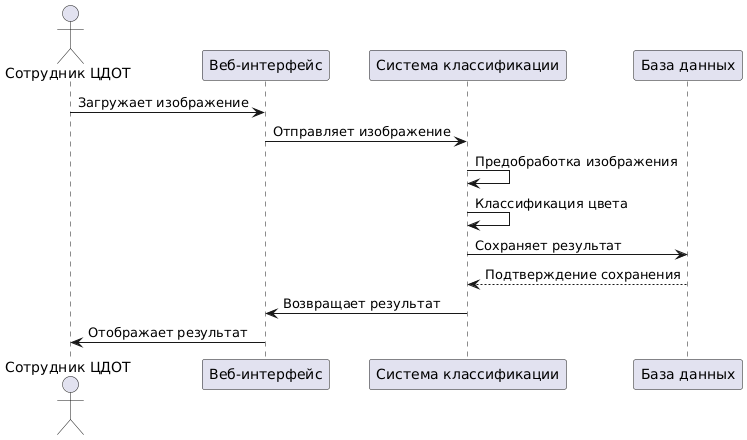 Сотрудник ЦДОТ
Веб-интерфейс
Система классификации
База данных
Загружает изображение
Отправляет изображение
Предобработка изображения
Классификация цвета
Сохраняет результат
Подтверждение сохранения
Возвращает результат
Отображает результат
Сотрудник ЦДОТ
Веб-интерфейс
Система классификации
База данных